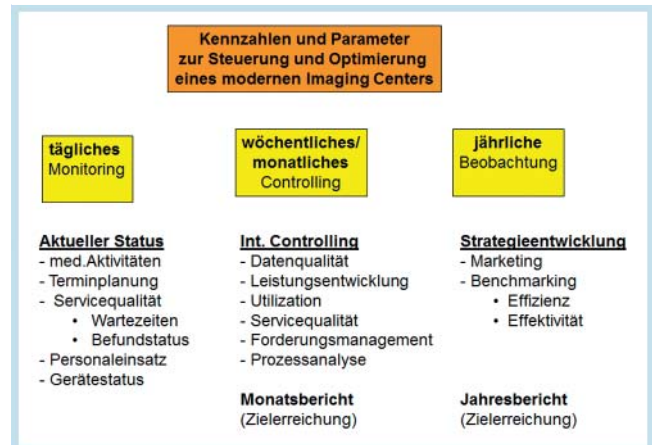 Kennzahlen und Parameter
zur Steuerung und Optimierung
eines modernen Imaging Centers
tägliches
Monitoring
wöchentliches/
monatliches
Controlling
jährliche
Beobachtung
Aktueller Status
- med.Aktivitäten
- Terminplanung
- Servicequalität
• Wartezeiten
• Befundstatus
- Personaleinsatz
- Gerätestatus
Int. Controlling
- Datenqualität
- Leistungsentwicklung
- Utilization
- Servicequalität
- Forderungsmanagement
- Prozessanalyse
Monatsbericht
(Zielerreichung)
Strategieentwicklung
- Marketing
- Benchmarking
• Effizienz
• Effektivität
Jahresbericht
(Zielerreichung)